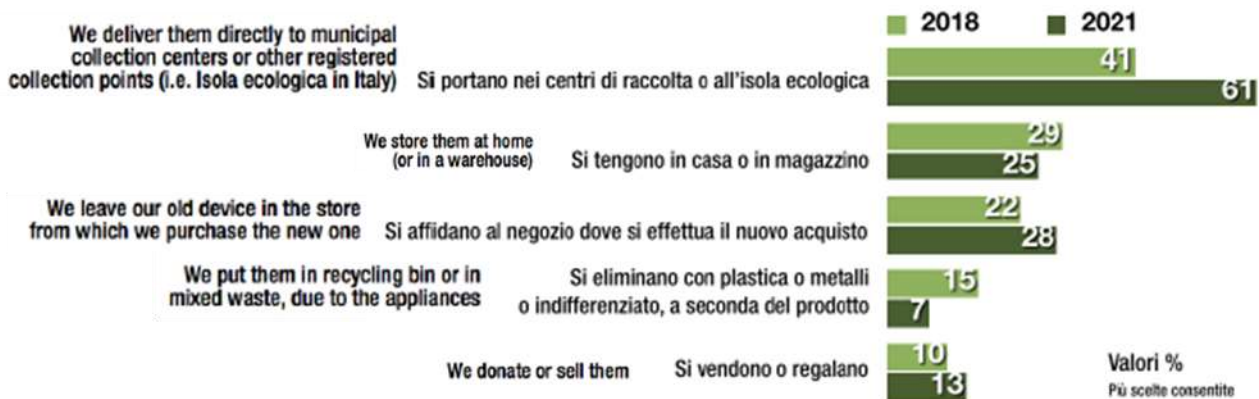 2018 2021
We deliver them directly to municipal
collection centers or other registered
collection points (i.e. Isola ecologica in Italy) Si portano nei centri di raccolta o all'isola ecologica
41
61
We store them at home
(or in a warehouse) Si tengono in casa o in magazzino
29
25
We leave our old device in the store
from which we purchase the new one Si affidano al negozio dove si effettua il nuovo acquisto
22
28
We put them in recycling bin or in Si eliminano con plastica o metalli
mixed waste, due to the appliances o indifferenziato, a seconda del prodotto
15
7
We donate or sell them Si vendono o regalano
10
13
Valori %
Più scelte consentite